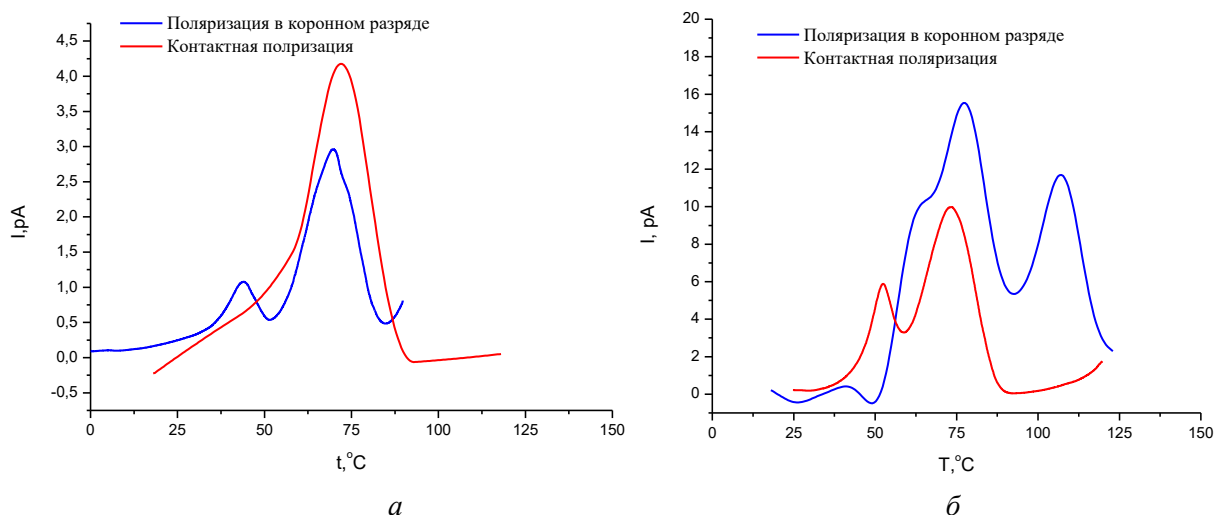 Поляризация в коронном разряде
Контактная полризация
4,5
4,0
3,5
3,0
2,5
2,0
1,5
1,0
0,5
0,0
-0,5
I,pA
0 25 50 75 100 125 150
t,°C
а
Поляризация в коронном разряде
Контактная поляризация
20
18
16
14
12
10
8
6
4
2
0
I, pA
0 25 50 75 100 125 150
T,°C
б